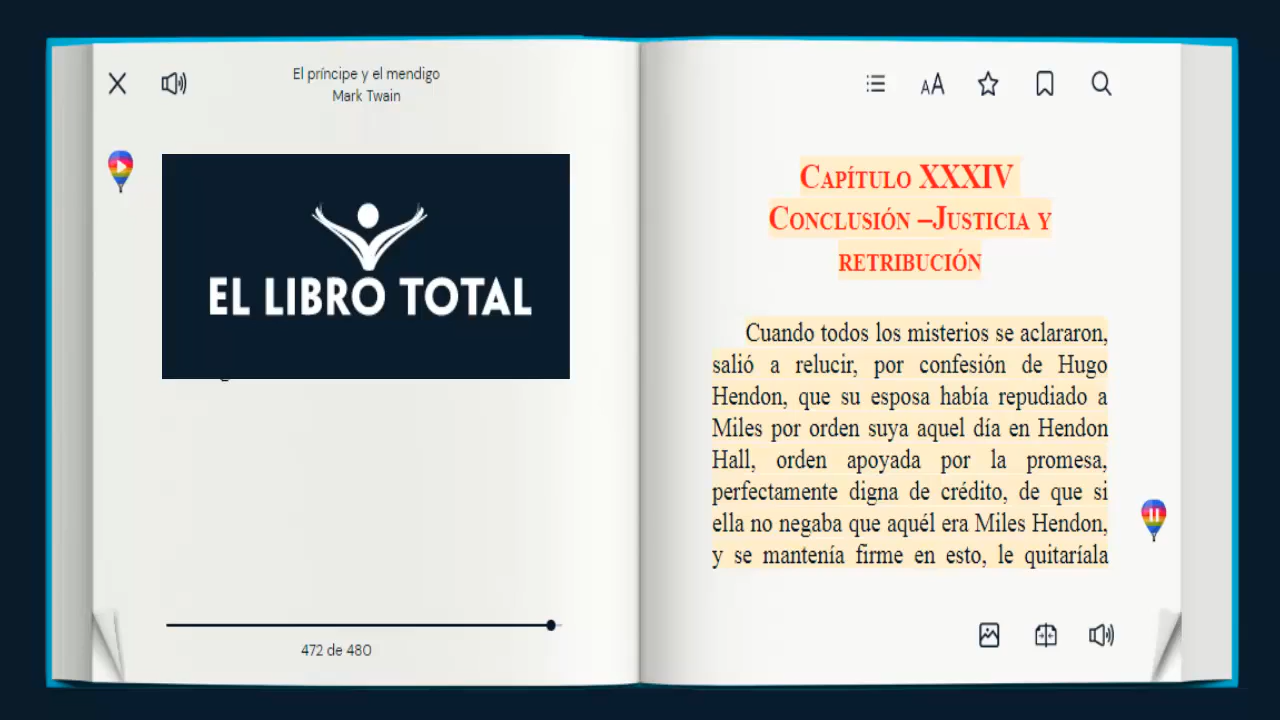 El príncipe y el mendigo
Mark Twain
EL LIBRO TOTAL
472 de 480
AA
CAPÍTULO XXXIV
CONCLUSIÓN –JUSTICIA Y
RETRIBUCIÓN
Cuando todos los misterios se aclararon,
salió a relucir, por confesión de Hugo
Hendon, que su esposa había repudiado a
Miles por orden suya aquel día en Hendon
Hall, orden apoyada por la promesa,
perfectamente digna de crédito, de que si
ella no negaba que aquél era Miles Hendon,
y se mantenía firme en esto, le quitaríala